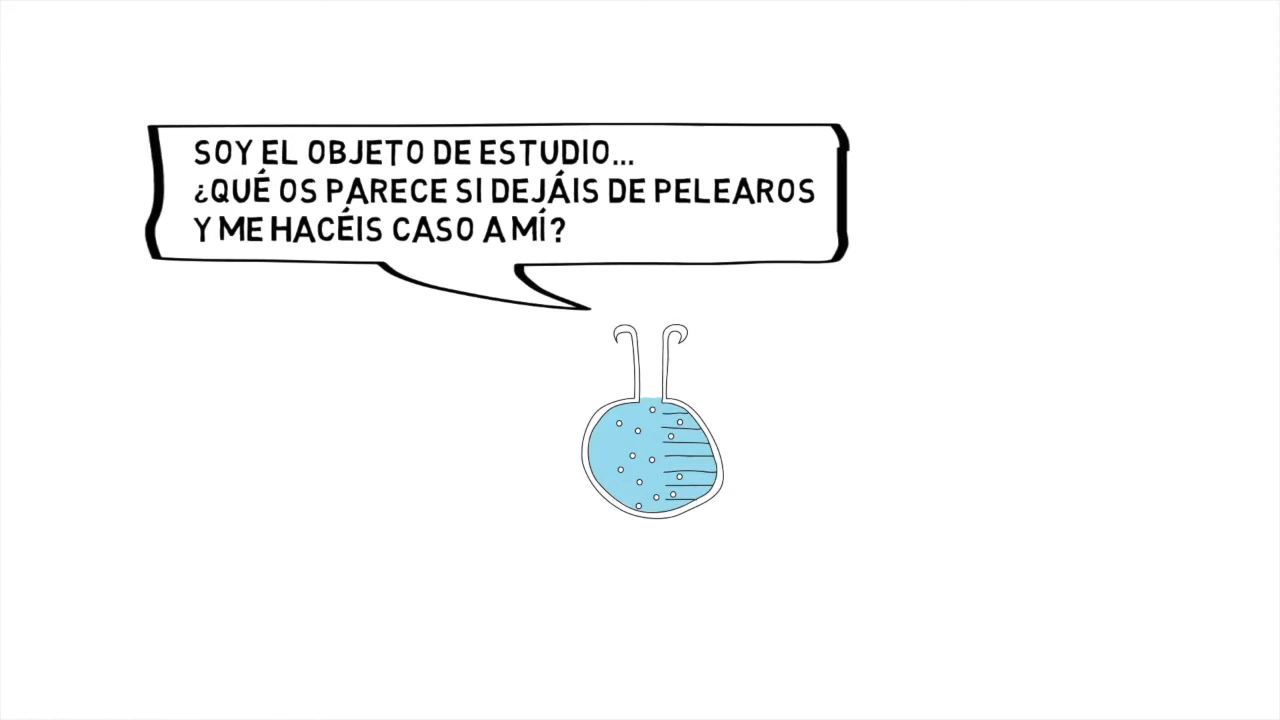 SOY EL OBJETO DE ESTUDIO...
¿QUÉ OS PARECE SI DEJÁIS DE PELEAROS
Y ME HACÉIS CASO A MÍ?